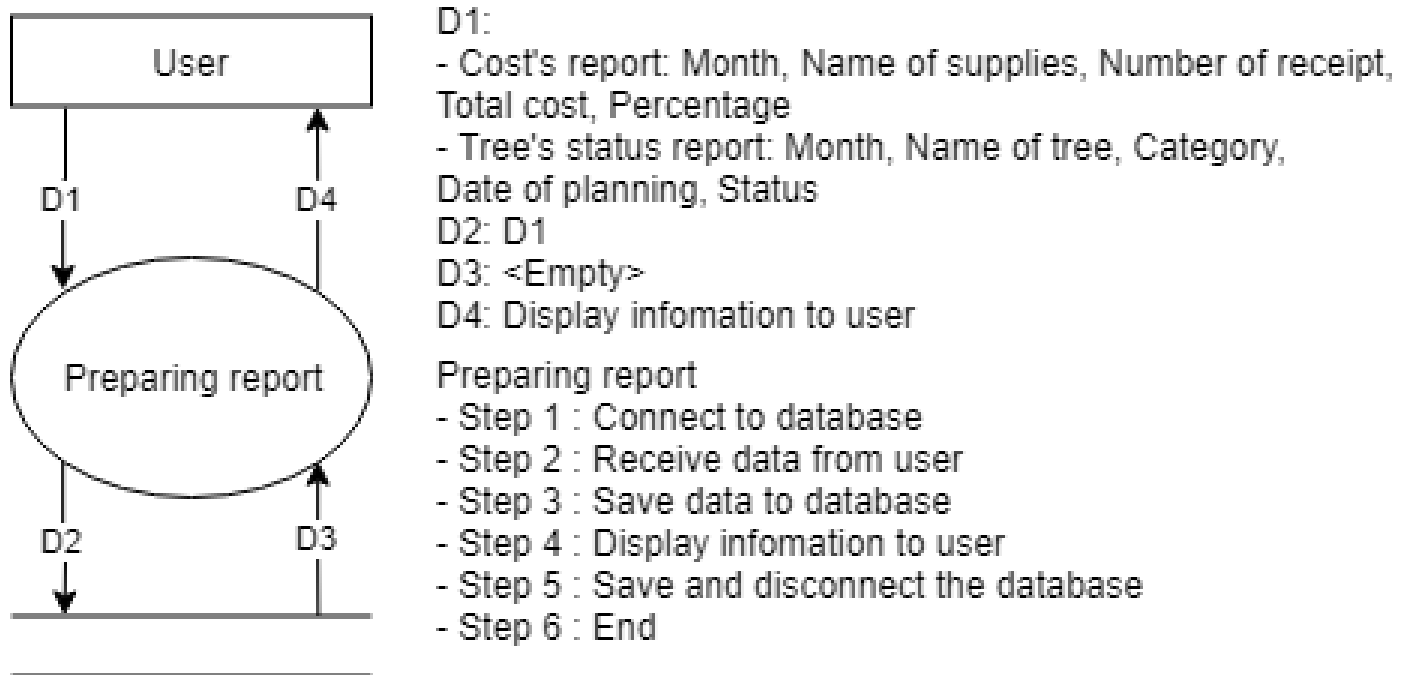 User
D1
D4
Preparing report
D2
D3
D1:
- Cost's report: Month, Name of supplies, Number of receipt,
Total cost, Percentage
- Tree's status report: Month, Name of tree, Category,
Date of planning, Status
D2: D1
D3: <Empty>
D4: Display infomation to user
Preparing report
- Step 1 : Connect to database
- Step 2 : Receive data from user
- Step 3 : Save data to database
- Step 4 : Display infomation to user
- Step 5 : Save and disconnect the database
- Step 6 : End